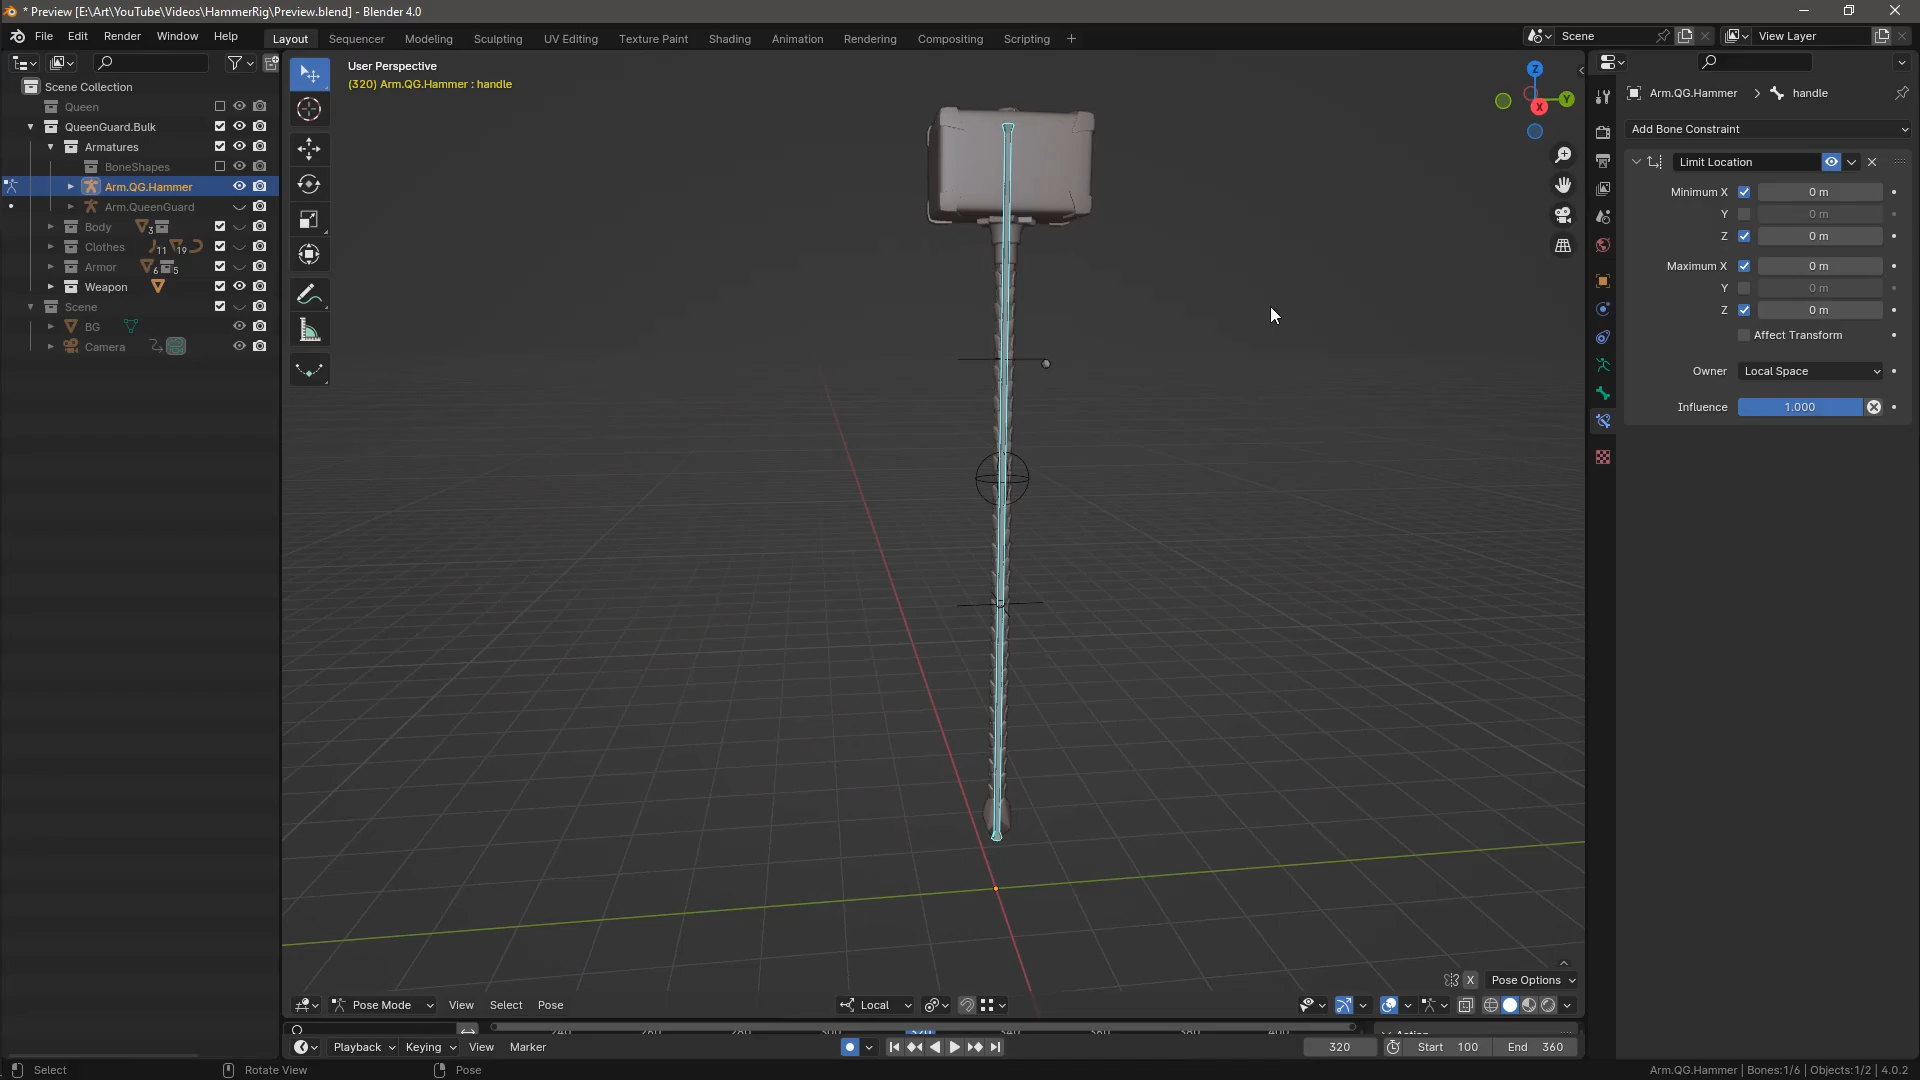 * Preview [E:\Art\YouTube\Videos\HammerRig\Preview.blend] - Blender 4.0
File Edit Render Window Help
Layout Sequencer Modeling Sculpting UV Editing Texture Paint Shading Animation Rendering Compositing Scripting +
Scene
View Layer
Scene Collection
Queen
QueenGuard.Bulk
Armatures
BoneShapes
Arm.QG.Hammer
Arm.QueenGuard
Body 3
Clothes 11 19
Armor 6 5
Weapon
Scene
BG
Camera
User Perspective
(320) Arm.QG.Hammer : handle
Z
Y
X
Arm.QG.Hammer > handle
Add Bone Constraint
Limit Location
Minimum X 0 m
Y 0 m
Z 0 m
Maximum X 0 m
Y 0 m
Z 0 m
Affect Transform
Owner Local Space
Influence 1.000
X Pose Options
Pose Mode View Select Pose
Local
Playback Keying View Marker
320 Start 100 End 360
Select Rotate View Pose
Arm.QG.Hammer | Bones:1/6 | Objects:1/2 | 4.0.2